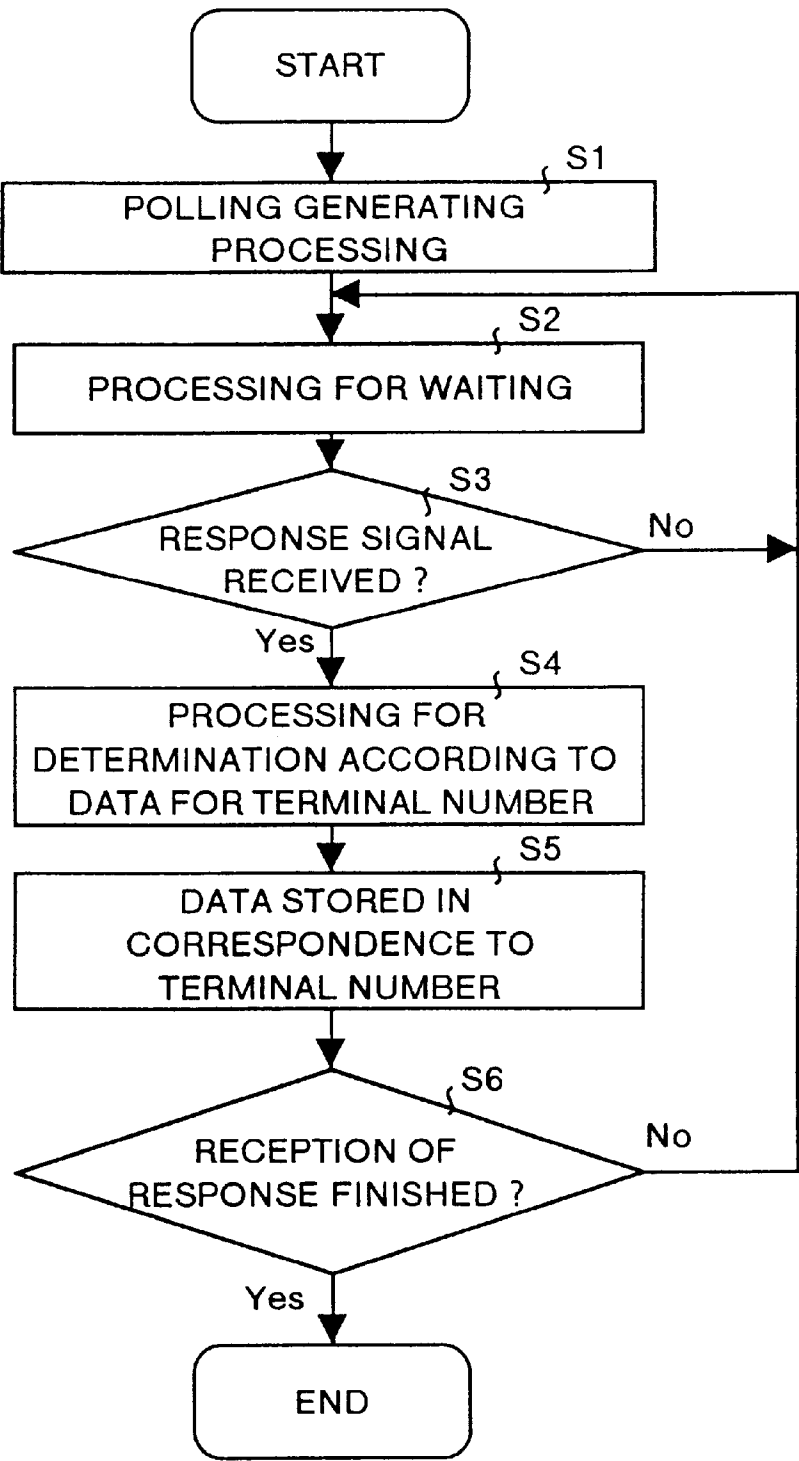 START
S1
POLLING GENERATING
PROCESSING
S2
PROCESSING FOR WAITING
S3
RESPONSE SIGNAL
RECEIVED ?
No
Yes
S4
PROCESSING FOR
DETERMINATION ACCORDING TO
DATA FOR TERMINAL NUMBER
S5
DATA STORED IN
CORRESPONDENCE TO
TERMINAL NUMBER
S6
RECEPTION OF
RESPONSE FINISHED ?
No
Yes
END